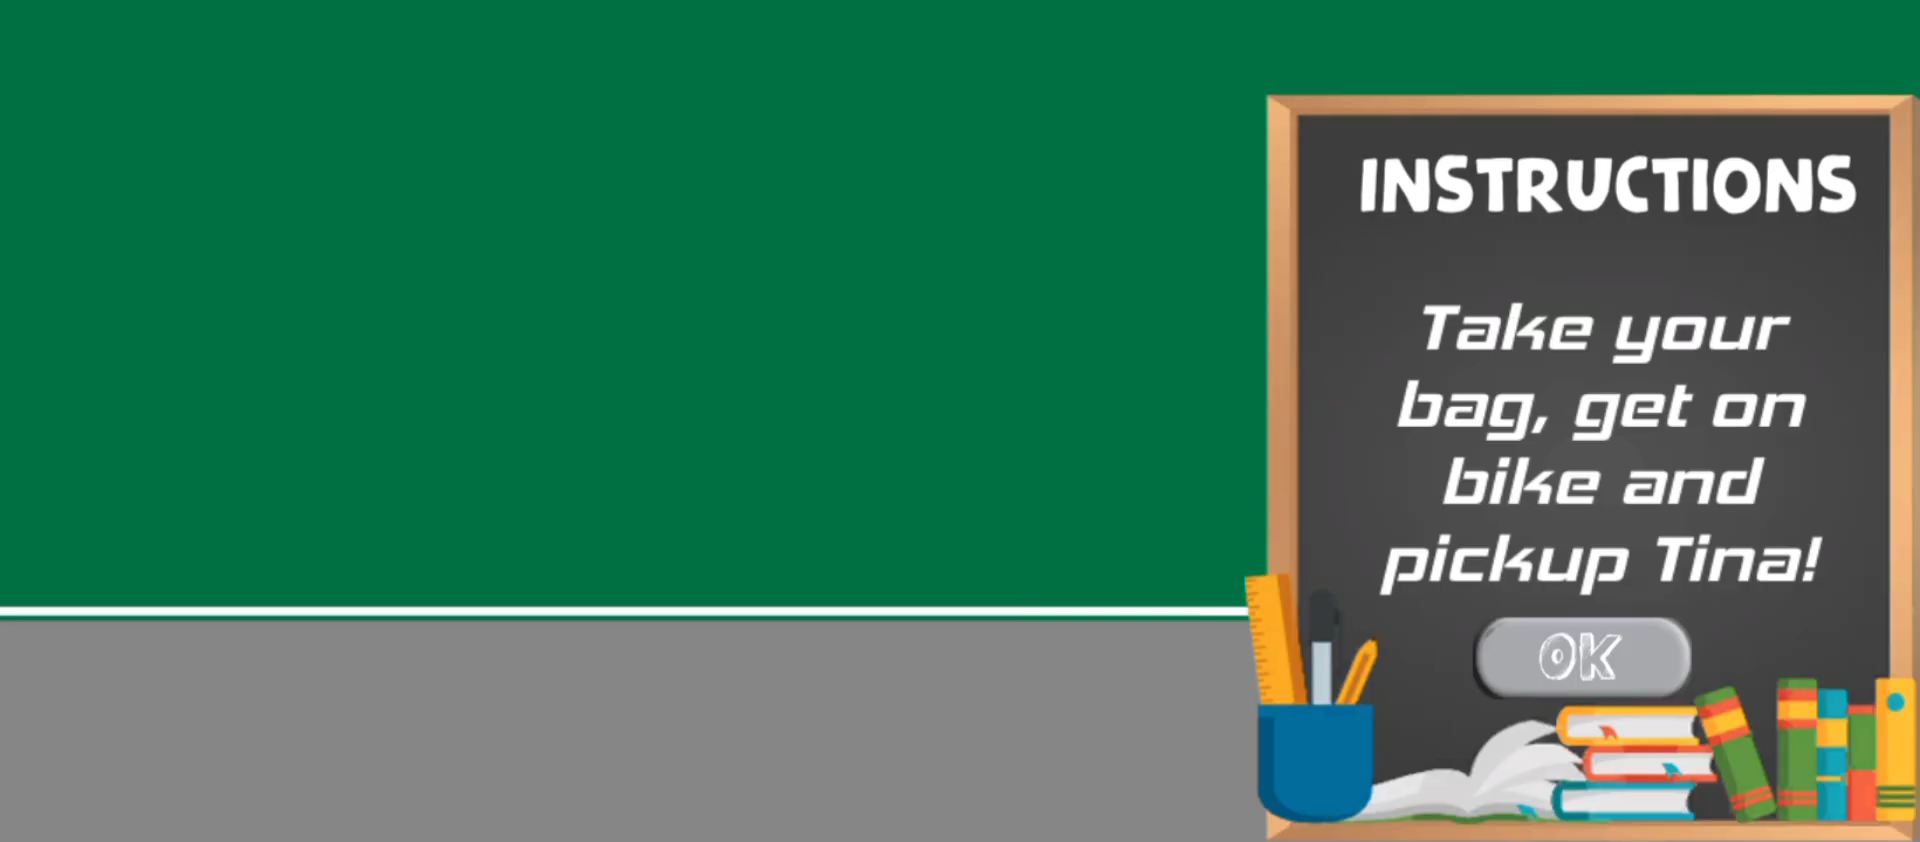 INSTRUCTIONS
Take your
bag, get on
bike and
pickup Tina!
OK